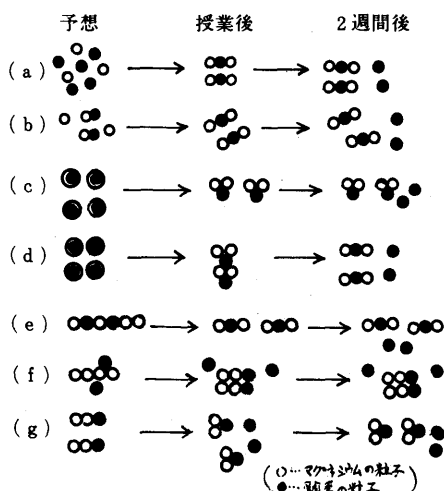 予想 授業後 2週間後
(a)
(b)
(c)
(d)
(e)
(f)
(g)
○…マグネシウムの粒子
●…酸素の粒子